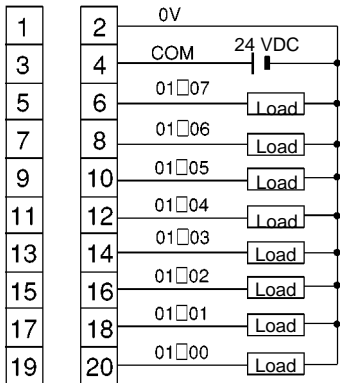 1 2 0V
3 4 COM 24 VDC
5 6 01□07 Load
7 8 01□06 Load
9 10 01□05 Load
11 12 01□04 Load
13 14 01□03 Load
15 16 01□02 Load
17 18 01□01 Load
19 20 01□00 Load